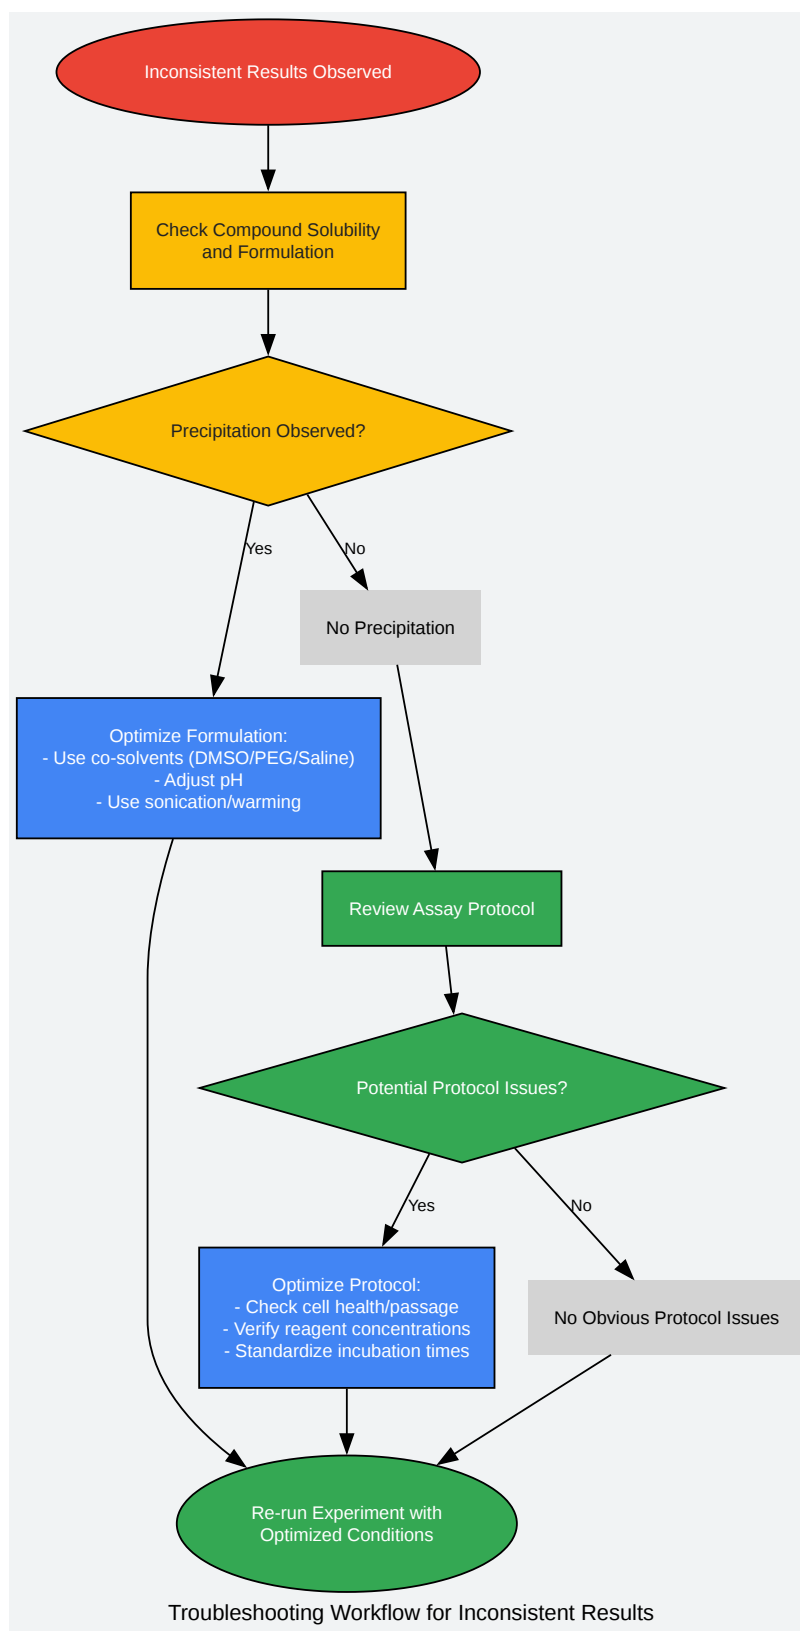 Inconsistent Results Observed
Check Compound Solubility
and Formulation
Precipitation Observed?
Yes
No
No Precipitation
Optimize Formulation:
- Use co-solvents (DMSO/PEG/Saline)
- Adjust pH
- Use sonication/warming
Review Assay Protocol
Potential Protocol Issues?
Yes
No
Optimize Protocol:
- Check cell health/passage
- Verify reagent concentrations
- Standardize incubation times
No Obvious Protocol Issues
Re-run Experiment with
Optimized Conditions
Troubleshooting Workflow for Inconsistent Results